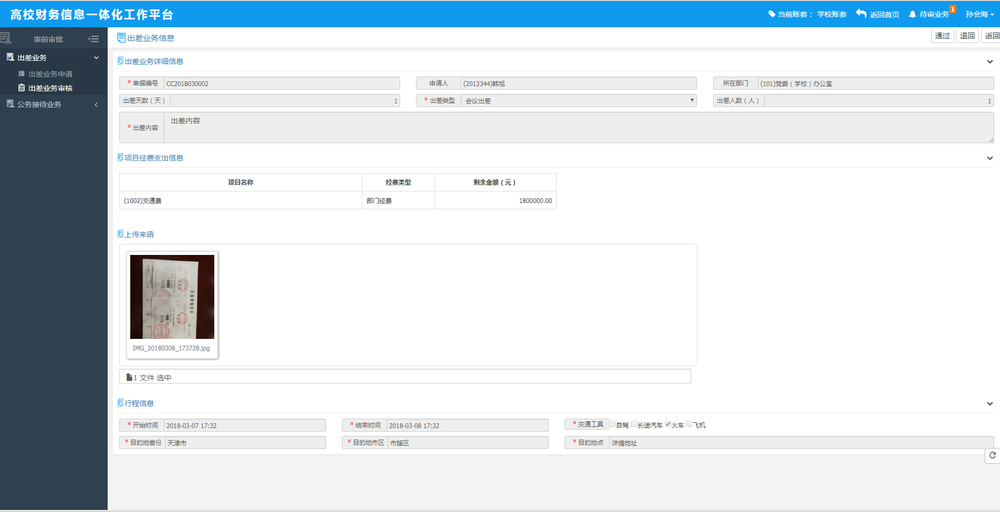 高校财务信息一体化工作平台
当前账套： 学校账套 返回首页 待审业务 1 孙会海
事前审批
出差业务
出差业务申请
出差业务审核
公务接待业务
出差业务信息 通过 退回 返回
出差业务详细信息
* 单据编号 CC2018030002 申请人 (2013344)韩旭 所在部门 (101)党委（学校）办公室
出差天数（天） 1 * 出差类型 会议出差 出差人数（人） 1
* 出差内容 出差内容
项目经费支出信息
项目名称 经费类型 剩余金额（元）
(1002)交通费 部门经费 1800000.00
上传来函
差旅费报销单
IMG_20180308_173728.jpg
1 文件 选中
行程信息
* 开始时间 2018-03-07 17:32 * 结束时间 2018-03-08 17:32 * 交通工具 自驾 长途汽车 火车 飞机
* 目的地省份 天津市 * 目的地市区 市辖区 * 目的地点 详情地址